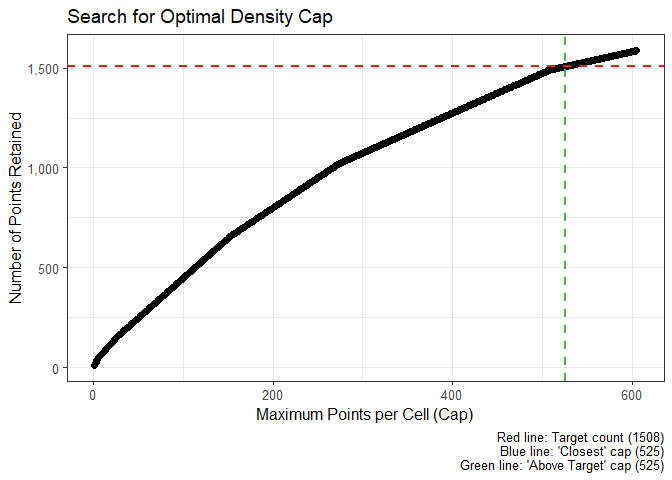 Search for Optimal Density Cap
Number of Points Retained
1,500
1,000
500
0
0 200 400 600
Maximum Points per Cell (Cap)
Red line: Target count (1508)
Blue line: 'Closest' cap (525)
Green line: 'Above Target' cap (525)